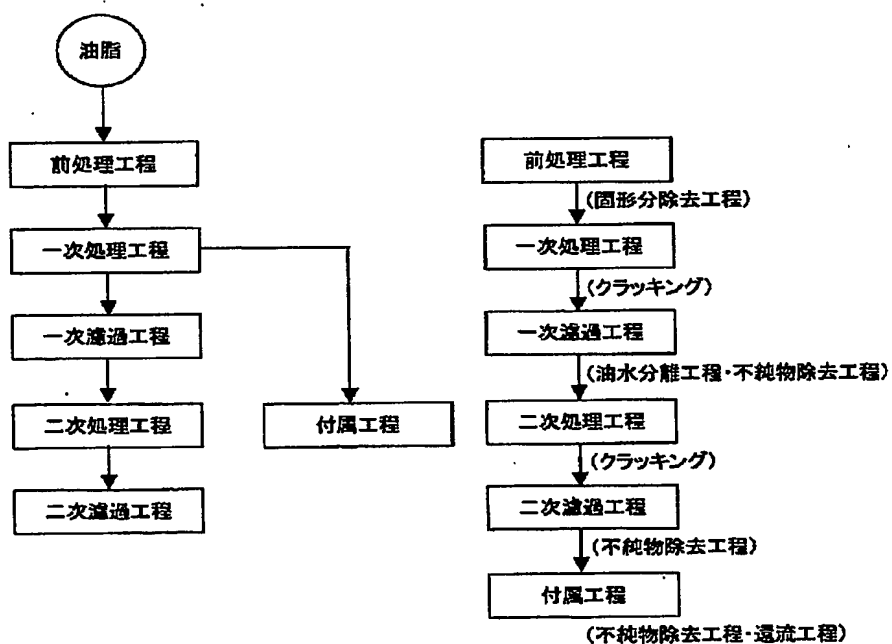 油脂
前処理工程
一次処理工程
一次濾過工程
二次処理工程
付属工程
二次濾過工程
前処理工程
(固形分除去工程)
一次処理工程
(クラッキング)
一次濾過工程
(油水分離工程・不純物除去工程)
二次処理工程
(クラッキング)
二次濾過工程
(不純物除去工程)
付属工程
(不純物除去工程・還流工程)